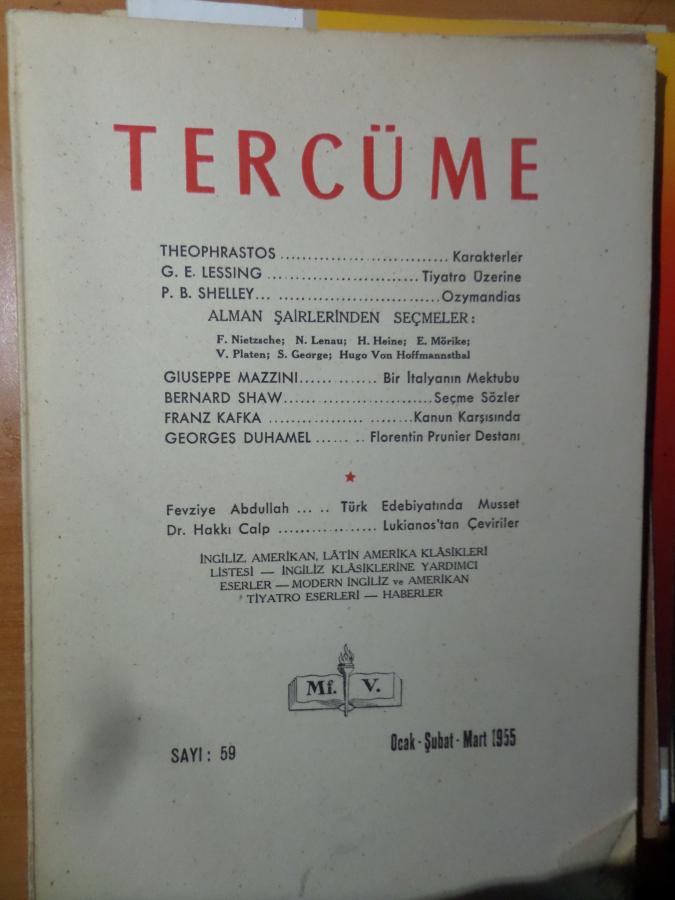 TERCÜME
THEOPHRASTOS .............................. Karakterler
G. E. LESSING ........................... Tiyatro Üzerine
P. B. SHELLEY... ............................. Ozymandias
ALMAN ŞAİRLERİNDEN SEÇMELER:
F. Nietzsche; N. Lenau; H. Heine; E. Mörike;
V. Platen; S. George; Hugo Von Hoffmannsthal
GIUSEPPE MAZZINI.............. Bir İtalyanın Mektubu
BERNARD SHAW........................... Seçme Sözler
FRANZ KAFKA ......................... Kanun Karşısında
GEORGES DUHAMEL ........ Florentin Prunier Destanı
Fevziye Abdullah ... .. Türk Edebiyatında Musset
Dr. Hakkı Calp .................. Lukianos'tan Çeviriler
İNGİLİZ, AMERİKAN, LÂTİN AMERİKA KLÂSİKLERİ
LİSTESİ — İNGİLİZ KLÂSİKLERİNE YARDIMCI
ESERLER — MODERN İNGİLİZ ve AMERİKAN
TİYATRO ESERLERİ — HABERLER
Mf. V.
SAYI: 59
Ocak - Şubat - Mart 1955